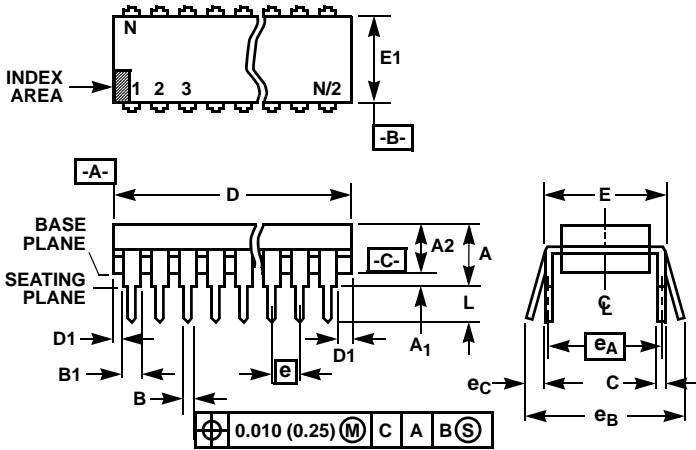 N
E1
INDEX
AREA
1 2 3 N/2
-B-
-A-
D
E
BASE
PLANE
A2
A
-C-
SEATING
PLANE
L
C̲L
D1
A1
D1
eA
B1
e
eC
C
B
eB
0.010 (0.25) M C A B S